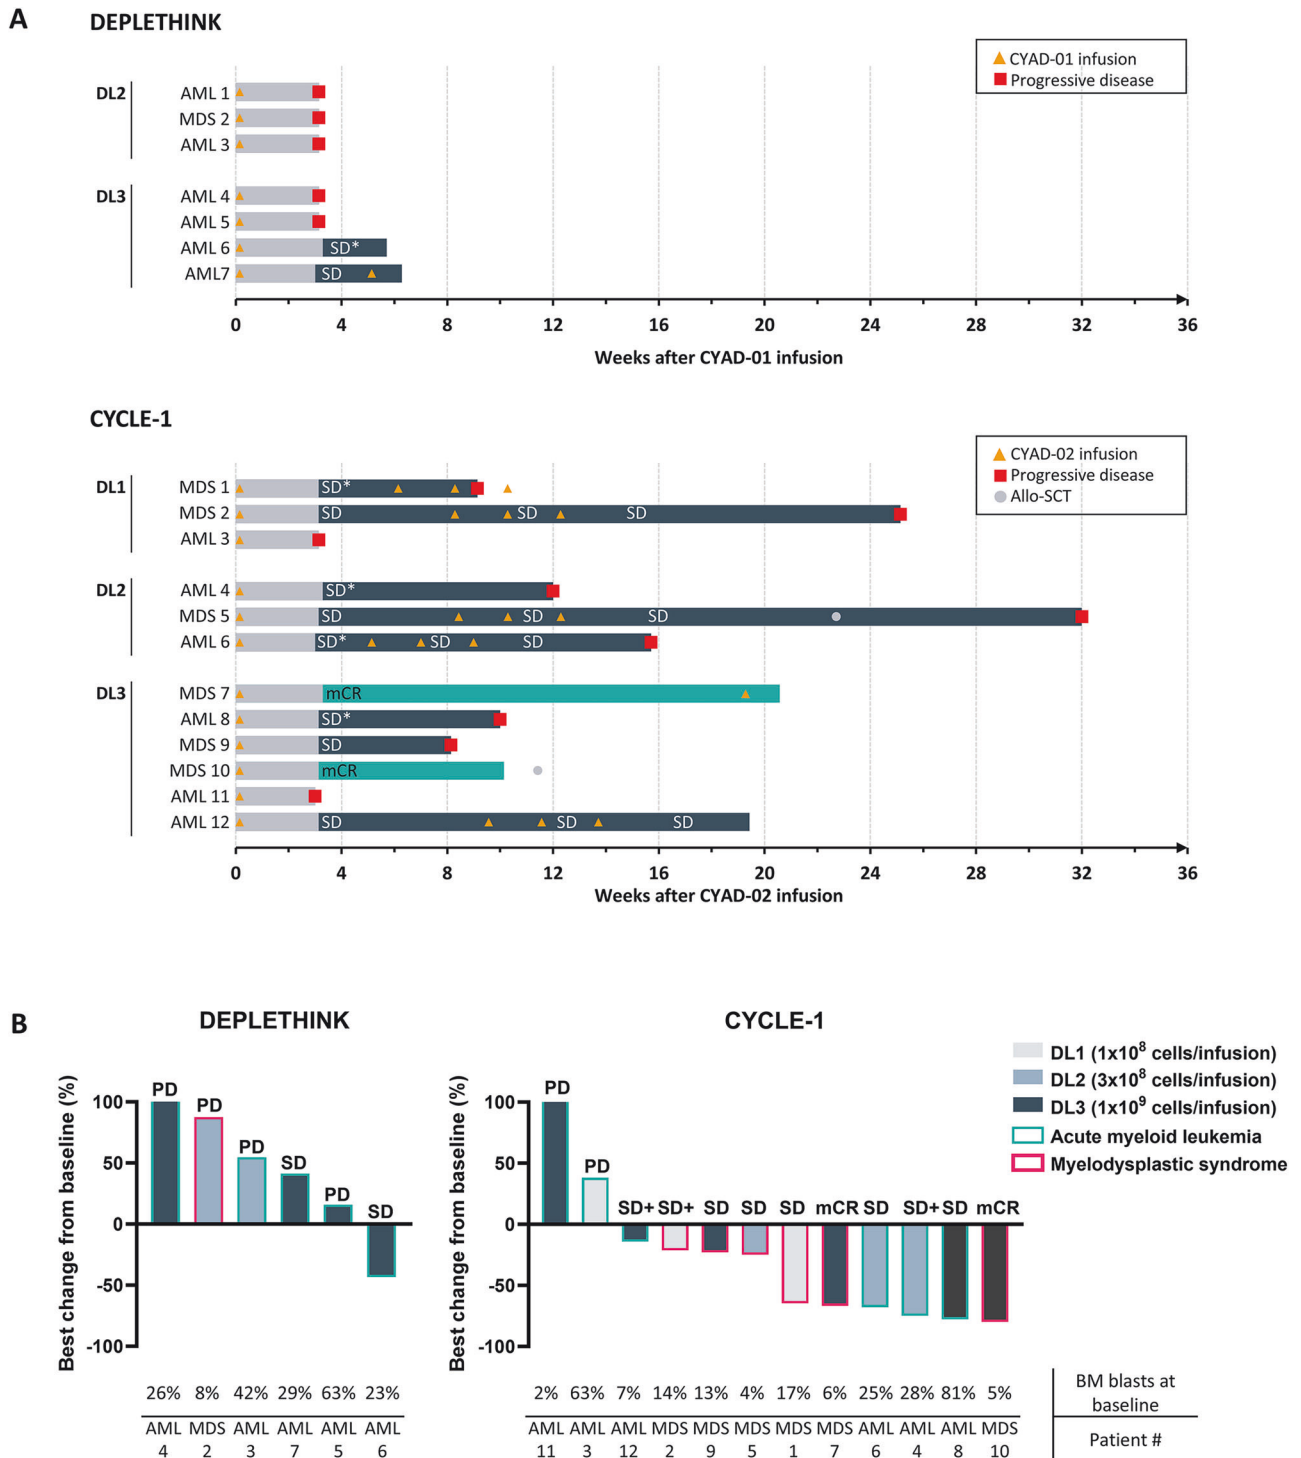 A
DEPLETHINK
CYAD-01 infusion
Progressive disease
DL2
AML 1
MDS 2
AML 3
DL3
AML 4
AML 5
AML 6 SD*
AML7 SD
0 4 8 12 16 20 24 28 32 36
Weeks after CYAD-01 infusion
CYCLE-1
CYAD-02 infusion
Progressive disease
Allo-SCT
DL1
MDS 1 SD*
MDS 2 SD SD SD
AML 3
DL2
AML 4 SD*
MDS 5 SD SD SD
AML 6 SD* SD SD
DL3
MDS 7 mCR
AML 8 SD*
MDS 9 SD
MDS 10 mCR
AML 11
AML 12 SD SD SD
0 4 8 12 16 20 24 28 32 36
Weeks after CYAD-02 infusion
B
DEPLETHINK
Best change from baseline (%)
100
50
0
-50
-100
PD PD PD SD PD SD
26% 8% 42% 29% 63% 23%
AML MDS AML AML AML AML
4 2 3 7 5 6
CYCLE-1
Best change from baseline (%)
100
50
0
-50
-100
PD PD SD+ SD+ SD SD SD mCR SD SD+ SD mCR
2% 63% 7% 14% 13% 4% 17% 6% 25% 28% 81% 5%
AML AML AML MDS MDS MDS MDS MDS AML AML AML MDS
11 3 12 2 9 5 1 7 6 4 8 10
DL1 (1x10⁸ cells/infusion)
DL2 (3x10⁸ cells/infusion)
DL3 (1x10⁹ cells/infusion)
Acute myeloid leukemia
Myelodysplastic syndrome
BM blasts at
baseline
Patient #